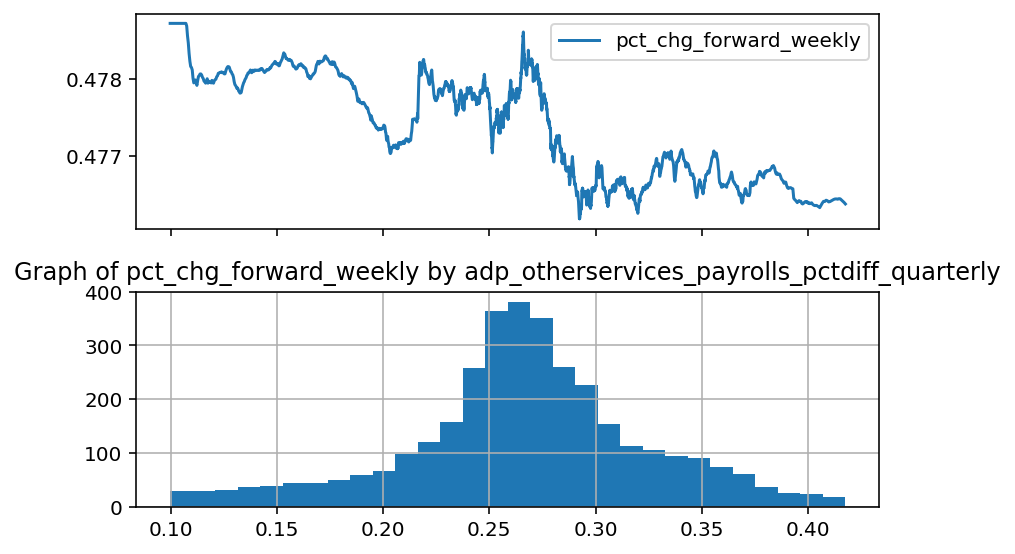 pct_chg_forward_weekly
0.478
0.477
Graph of pct_chg_forward_weekly by adp_otherservices_payrolls_pctdiff_quarterly
400
300
200
100
0
0.10 0.15 0.20 0.25 0.30 0.35 0.40